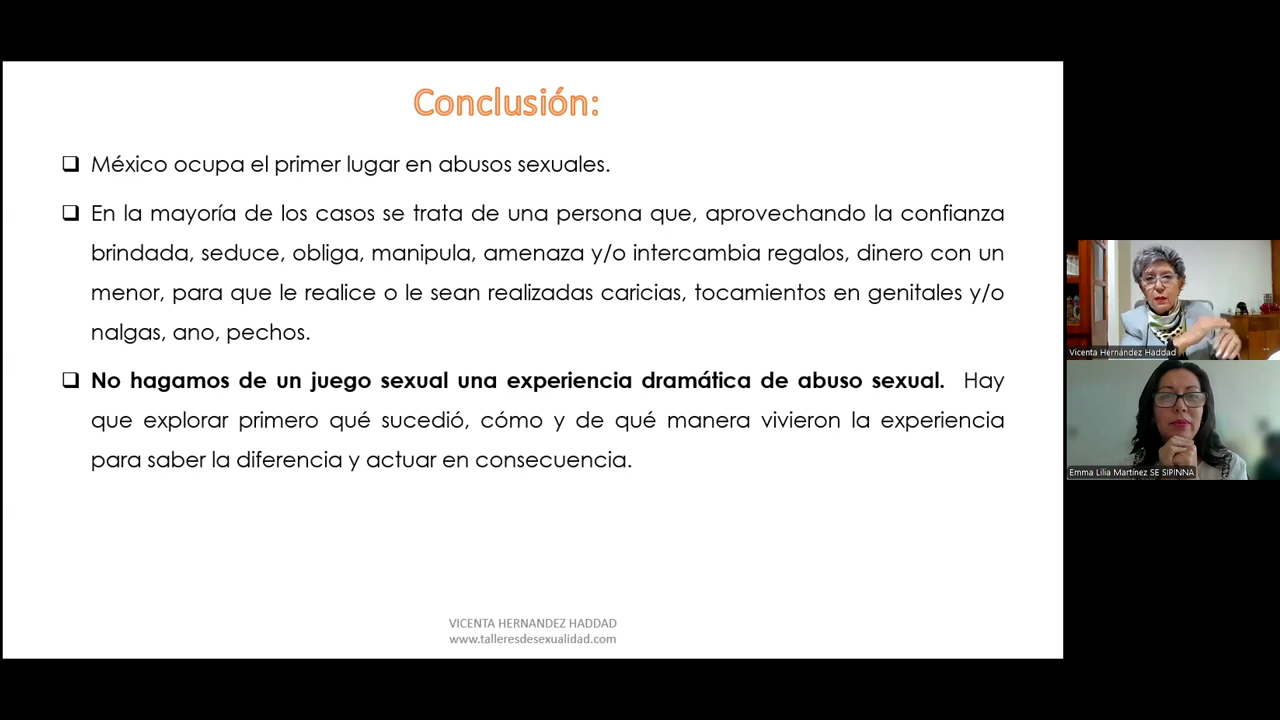 Conclusión:
❑ México ocupa el primer lugar en abusos sexuales.
❑ En la mayoría de los casos se trata de una persona que, aprovechando la confianza
brindada, seduce, obliga, manipula, amenaza y/o intercambia regalos, dinero con un
menor, para que le realice o le sean realizadas caricias, tocamientos en genitales y/o
nalgas, ano, pechos.
❑ No hagamos de un juego sexual una experiencia dramática de abuso sexual. Hay
que explorar primero qué sucedió, cómo y de qué manera vivieron la experiencia
para saber la diferencia y actuar en consecuencia.
VICENTA HERNANDEZ HADDAD
www.talleresdesexualidad.com
Vicenta Hernández Haddad
Emma Lilia Martínez SE SIPINNA